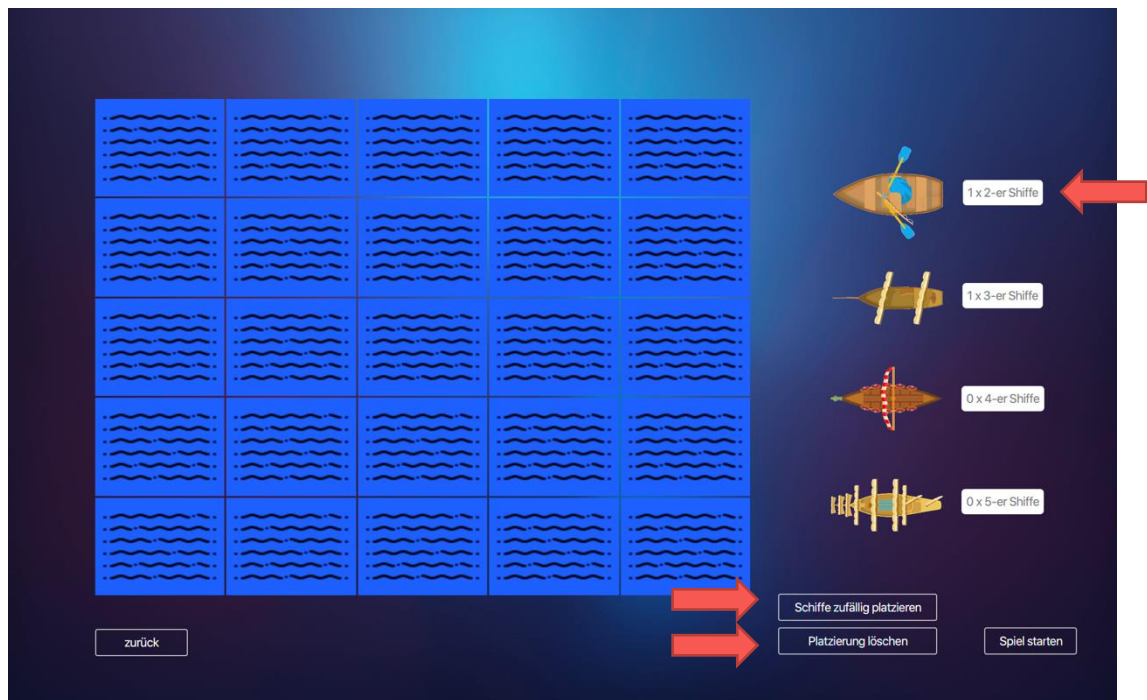 1 x 2-er Shiffe
1 x 3-er Shiffe
0 x 4-er Shiffe
0 x 5-er Shiffe
Schiffe zufällig platzieren
zurück
Platzierung löschen
Spiel starten